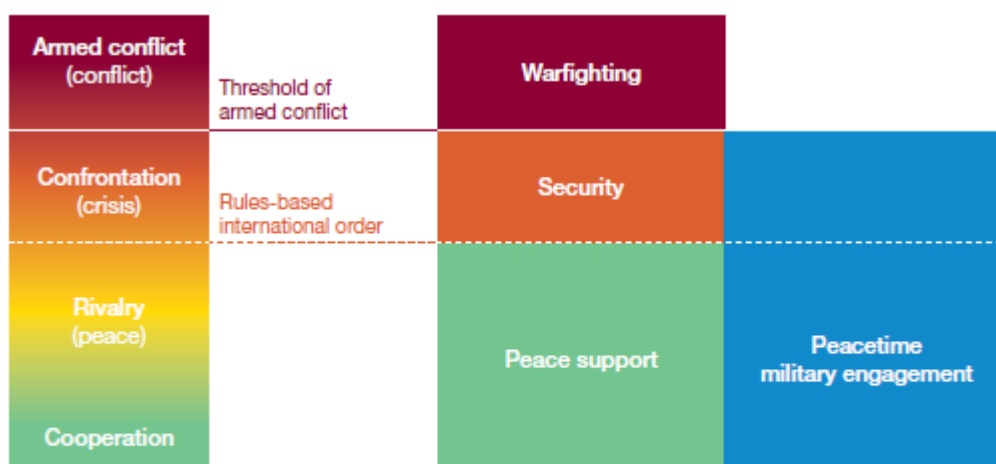 Armed conflict
(conflict)
Threshold of
armed conflict
Warfighting
Confrontation
(crisis)
Rules-based
international order
Security
Rivalry
(peace)
Peace support
Peacetime
military engagement
Cooperation